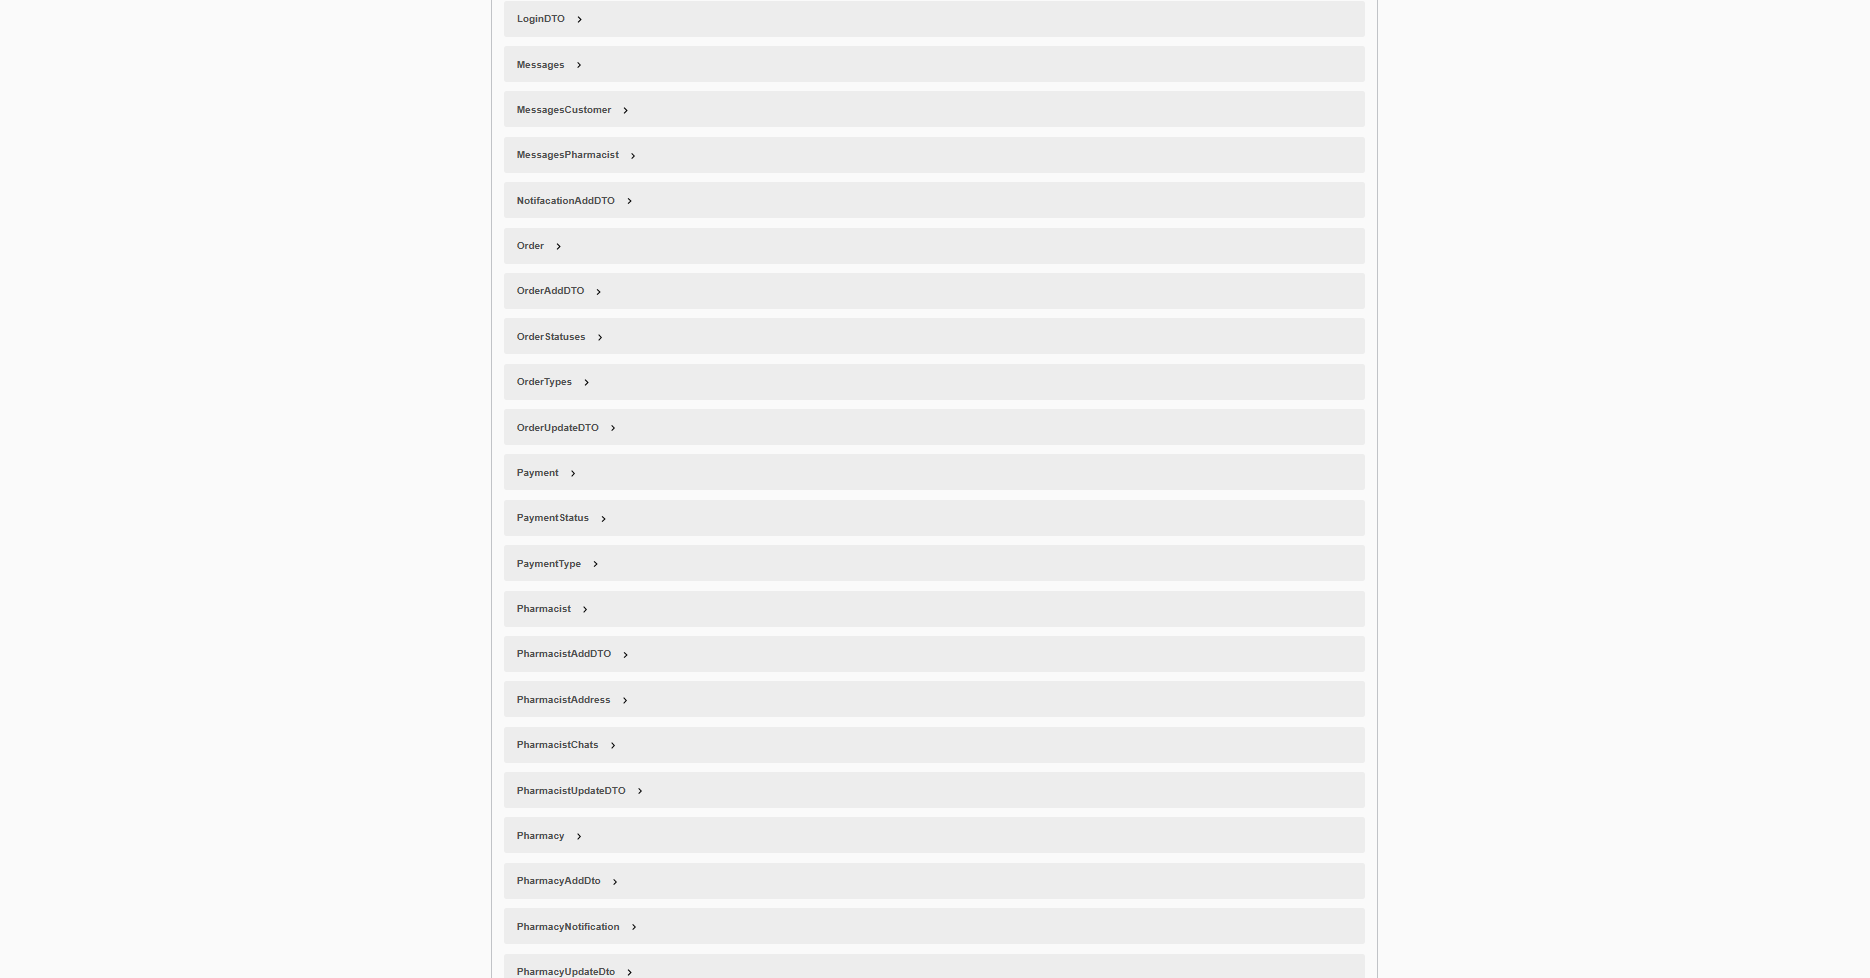 LoginDTO
Messages
MessagesCustomer
MessagesPharmacist
NotifacationAddDTO
Order
OrderAddDTO
OrderStatuses
OrderTypes
OrderUpdateDTO
Payment
PaymentStatus
PaymentType
Pharmacist
PharmacistAddDTO
PharmacistAddress
PharmacistChats
PharmacistUpdateDTO
Pharmacy
PharmacyAddDto
PharmacyNotification
PharmacyUpdateDto